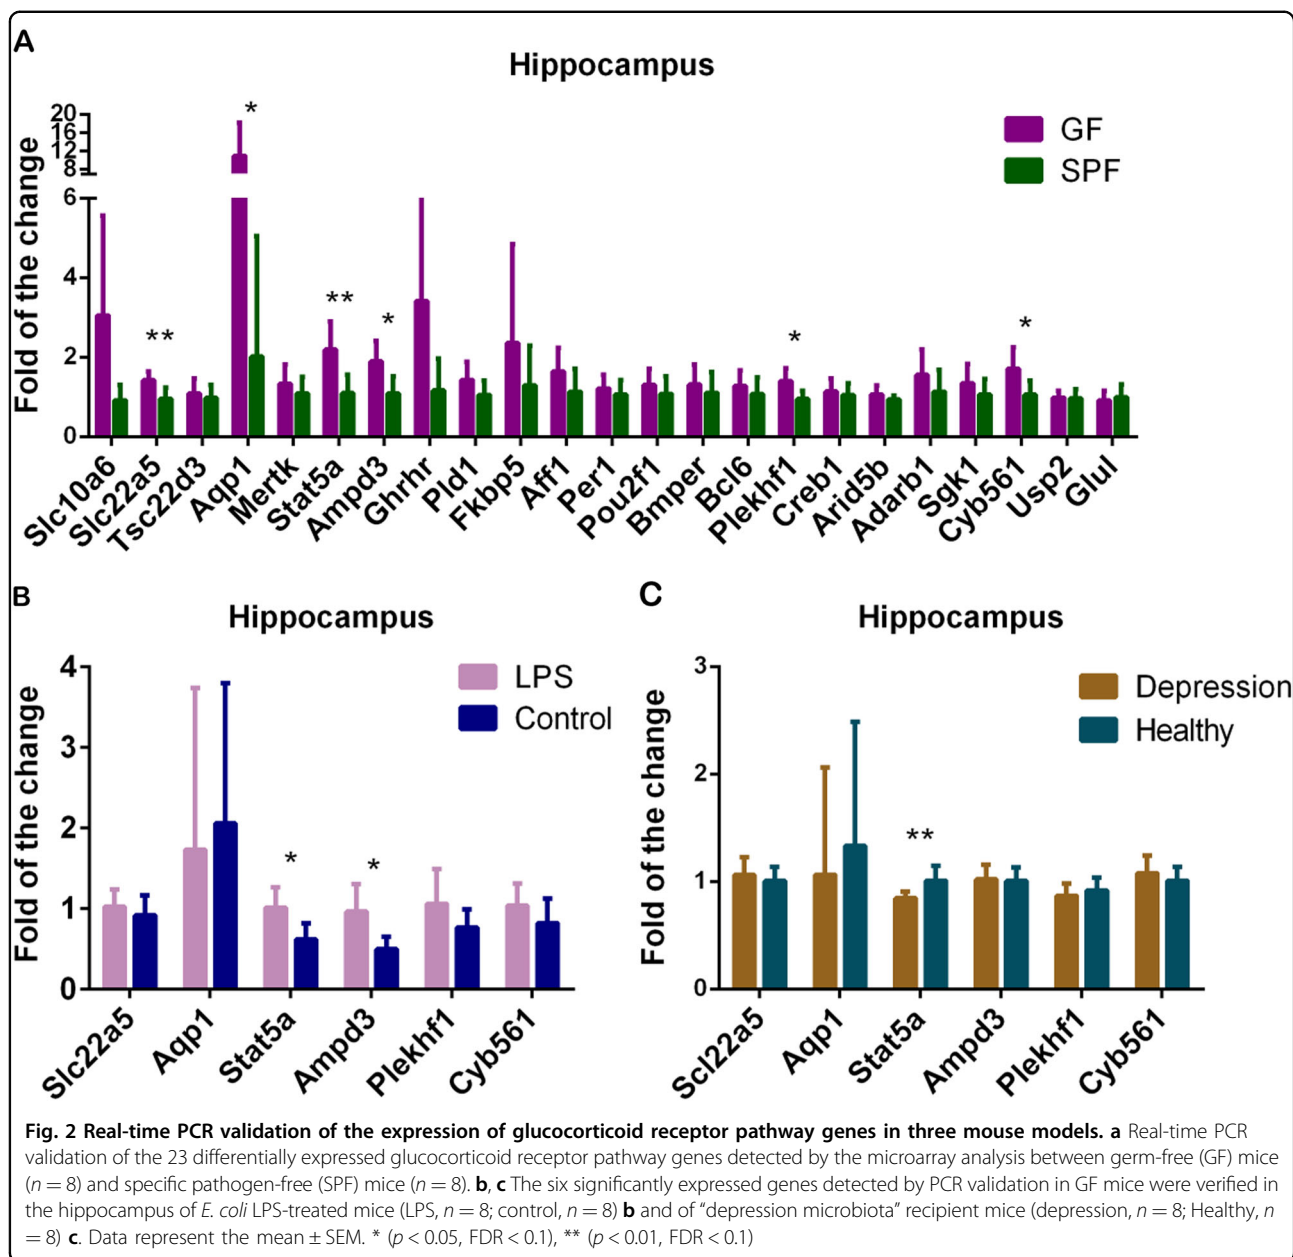 A
Hippocampus
Fold of the change
20
16
12
8
6
4
2
0
*
**
**
*
*
*
GF
SPF
Slc10a6
Slc22a5
Tsc22d3
Aqp1
Mertk
Stat5a
Ampd3
Ghrhr
Pld1
Fkbp5
Aff1
Per1
Pou2f1
Bmper
Bcl6
Plekhf1
Creb1
Arid5b
Adarb1
Sgk1
Cyb561
Usp2
Glul
B
Hippocampus
Fold of the change
4
3
2
1
0
*
*
LPS
Control
Slc22a5
Aqp1
Stat5a
Ampd3
Plekhf1
Cyb561
C
Hippocampus
Fold of the change
3
2
1
0
**
Depression
Healthy
Scl22a5
Aqp1
Stat5a
Ampd3
Plekhf1
Cyb561
Fig. 2 Real-time PCR validation of the expression of glucocorticoid receptor pathway genes in three mouse models. a Real-time PCR
validation of the 23 differentially expressed glucocorticoid receptor pathway genes detected by the microarray analysis between germ-free (GF) mice
(n = 8) and specific pathogen-free (SPF) mice (n = 8). b, c The six significantly expressed genes detected by PCR validation in GF mice were verified in
the hippocampus of E. coli LPS-treated mice (LPS, n = 8; control, n = 8) b and of “depression microbiota” recipient mice (depression, n = 8; Healthy, n
= 8) c. Data represent the mean ± SEM. * (p < 0.05, FDR < 0.1), ** (p < 0.01, FDR < 0.1)